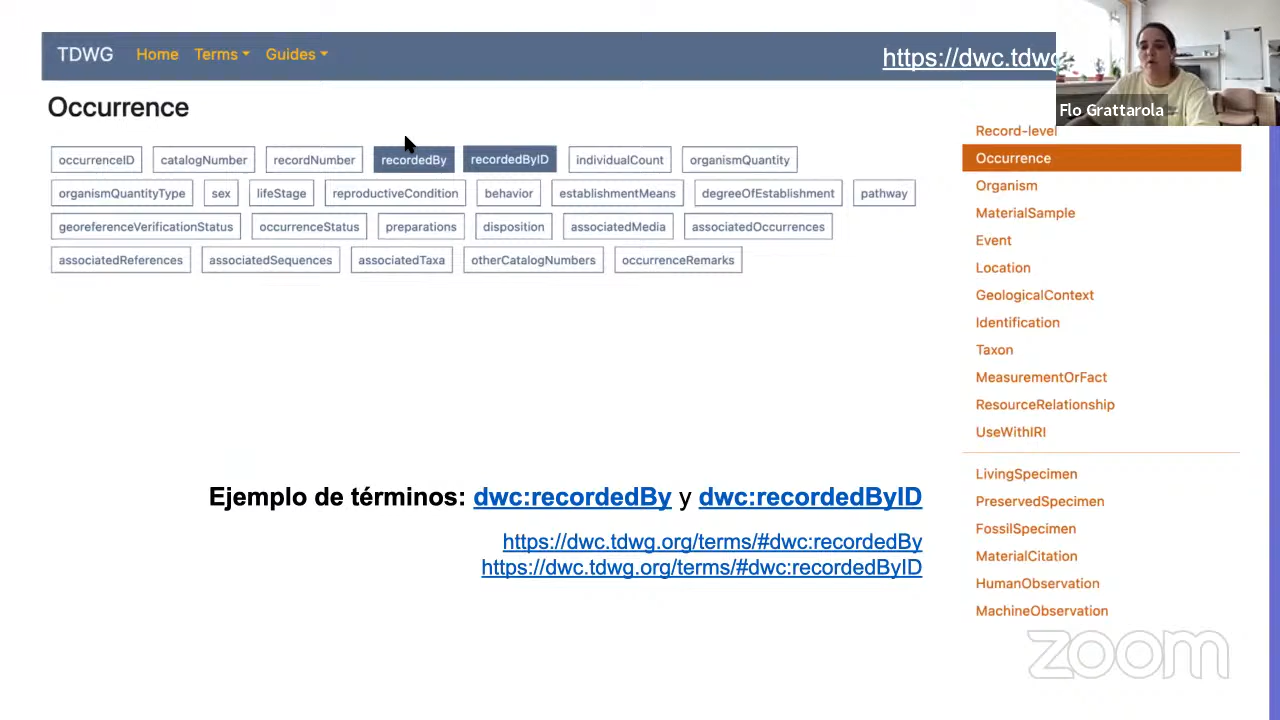 TDWG Home Terms Guides https://dwc.tdwg
Flo Grattarola
Occurrence
occurrenceID catalogNumber recordNumber recordedBy recordedByID individualCount organismQuantity
organismQuantityType sex lifeStage reproductiveCondition behavior establishmentMeans degreeOfEstablishment pathway
georeferenceVerificationStatus occurrenceStatus preparations disposition associatedMedia associatedOccurrences
associatedReferences associatedSequences associatedTaxa otherCatalogNumbers occurrenceRemarks
Record-level
Occurrence
Organism
MaterialSample
Event
Location
GeologicalContext
Identification
Taxon
MeasurementOrFact
ResourceRelationship
UseWithIRI
LivingSpecimen
PreservedSpecimen
FossilSpecimen
MaterialCitation
HumanObservation
MachineObservation
Ejemplo de términos: dwc:recordedBy y dwc:recordedByID
https://dwc.tdwg.org/terms/#dwc:recordedBy
https://dwc.tdwg.org/terms/#dwc:recordedByID
zoom